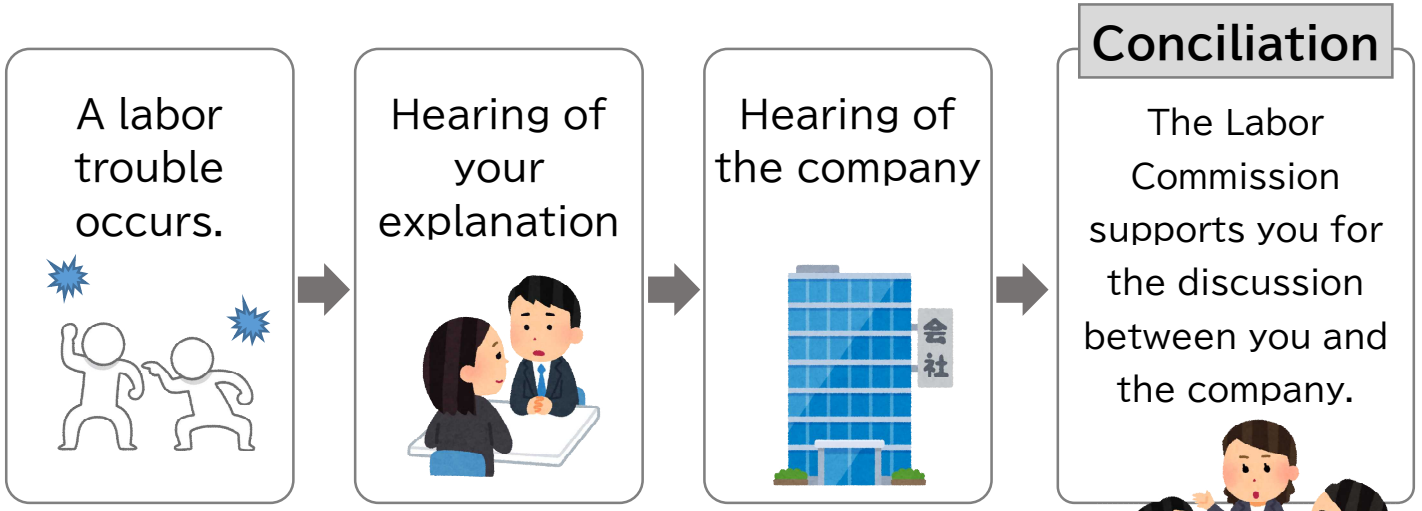 A labor
trouble
occurs.
Hearing of
your
explanation
Hearing of
the company
会
社
Conciliation
The Labor
Commission
supports you for
the discussion
between you and
the company.